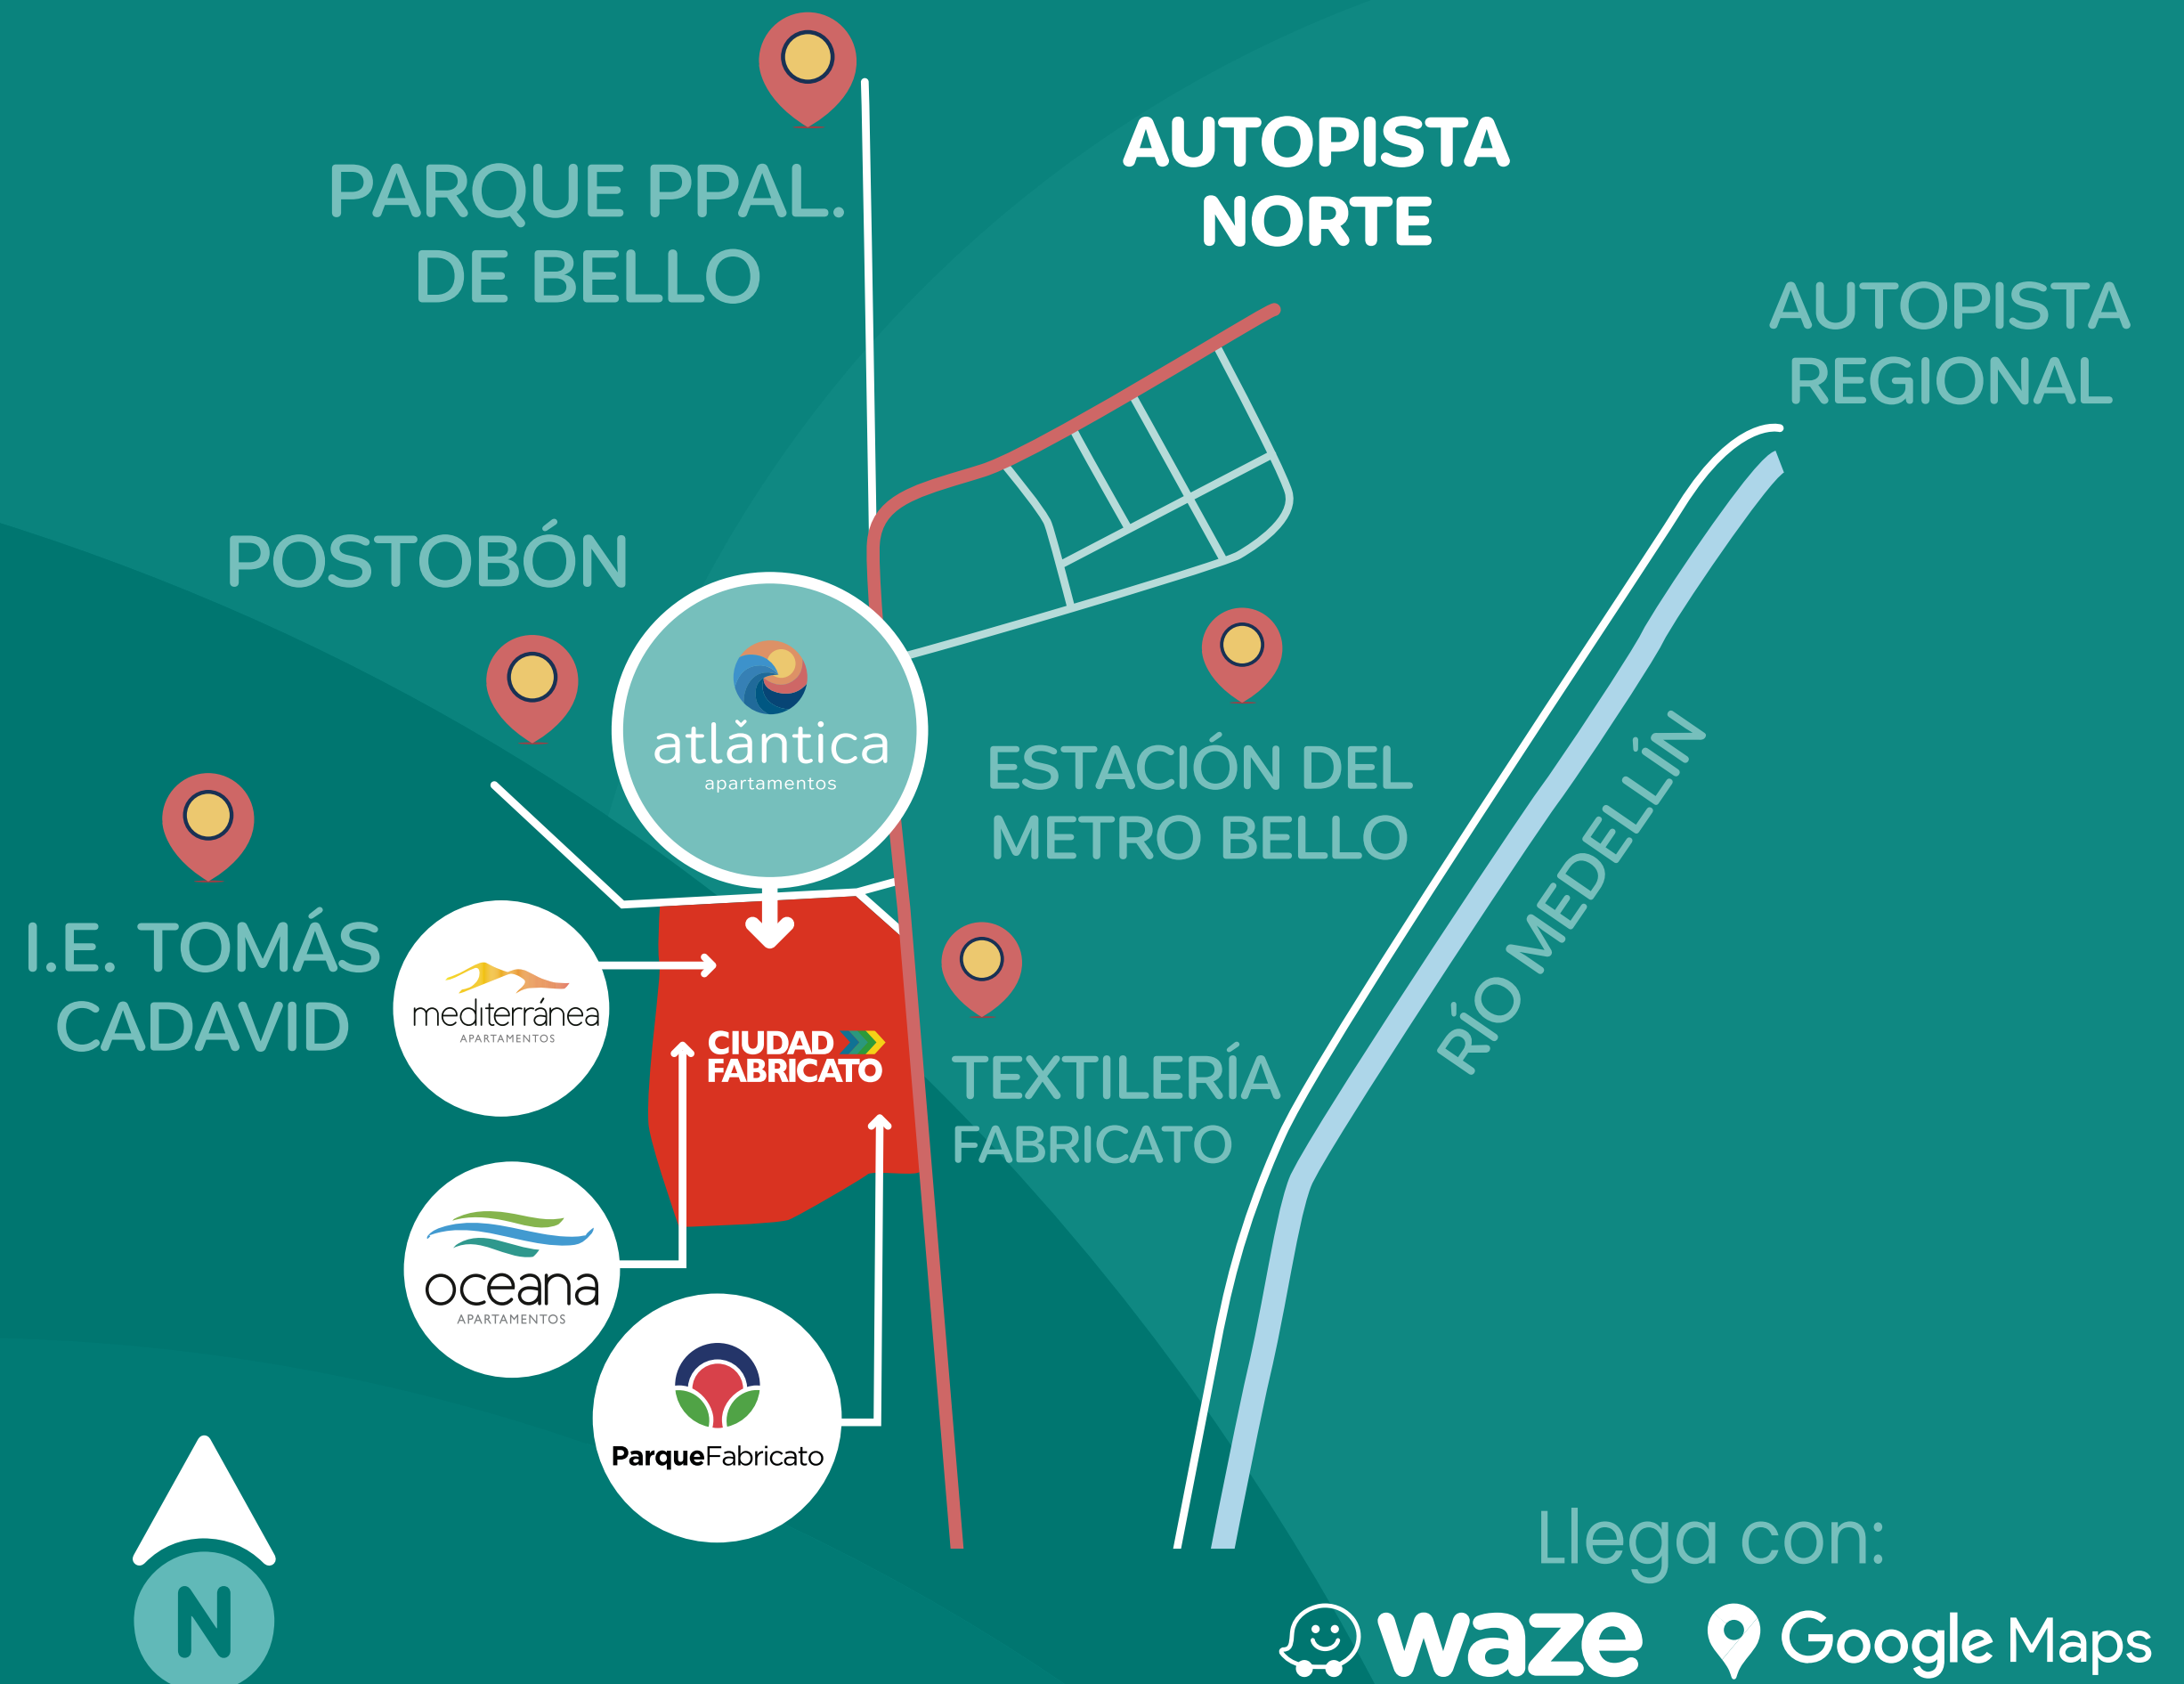 PARQUE PPAL.
DE BELLO
AUTOPISTA
NORTE
AUTOPISTA
REGIONAL
POSTOBÓN
atlántica
apartamentos
ESTACIÓN DEL
METRO BELLO
RÍO MEDELLÍN
I.E. TOMÁS
CADAVID
mediterránea
APARTAMENTOS
CIUDAD
FABRICATO
TEXTILERÍA
FABRICATO
oceana
APARTAMENTOS
ParqueFabricato
N
Llega con:
waze
Google Maps